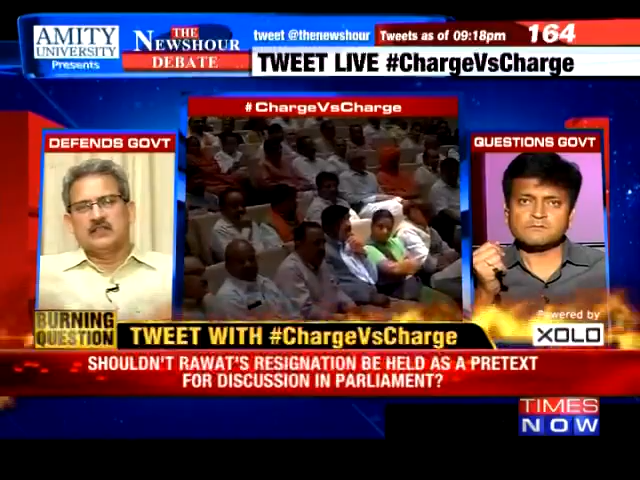 AMITY
UNIVERSITY
Presents
THE
NEWSHOUR
DEBATE
tweet @thenewshour
Tweets as of 09:18pm
164
TWEET LIVE #ChargeVsCharge
#ChargeVsCharge
DEFENDS GOVT
QUESTIONS GOVT
BURNING
QUESTION
TWEET WITH #ChargeVsCharge
Powered by
XOLO
SHOULDN'T RAWAT'S RESIGNATION BE HELD AS A PRETEXT
FOR DISCUSSION IN PARLIAMENT?
TIMES
NOW